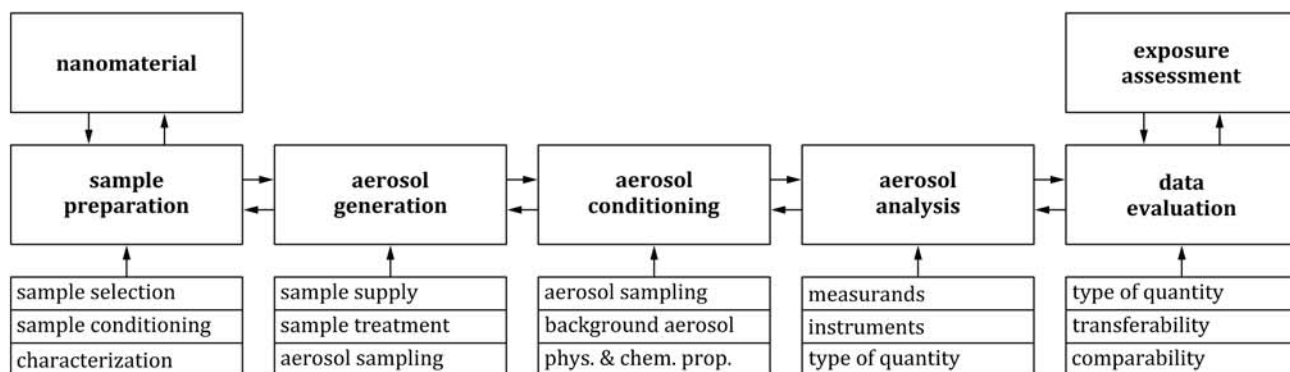 nanomaterial
exposure
assessment
sample
preparation
aerosol
generation
aerosol
conditioning
aerosol
analysis
data
evaluation
sample selection
sample conditioning
characterization
sample supply
sample treatment
aerosol sampling
aerosol sampling
background aerosol
phys. & chem. prop.
measurands
instruments
type of quantity
type of quantity
transferability
comparability